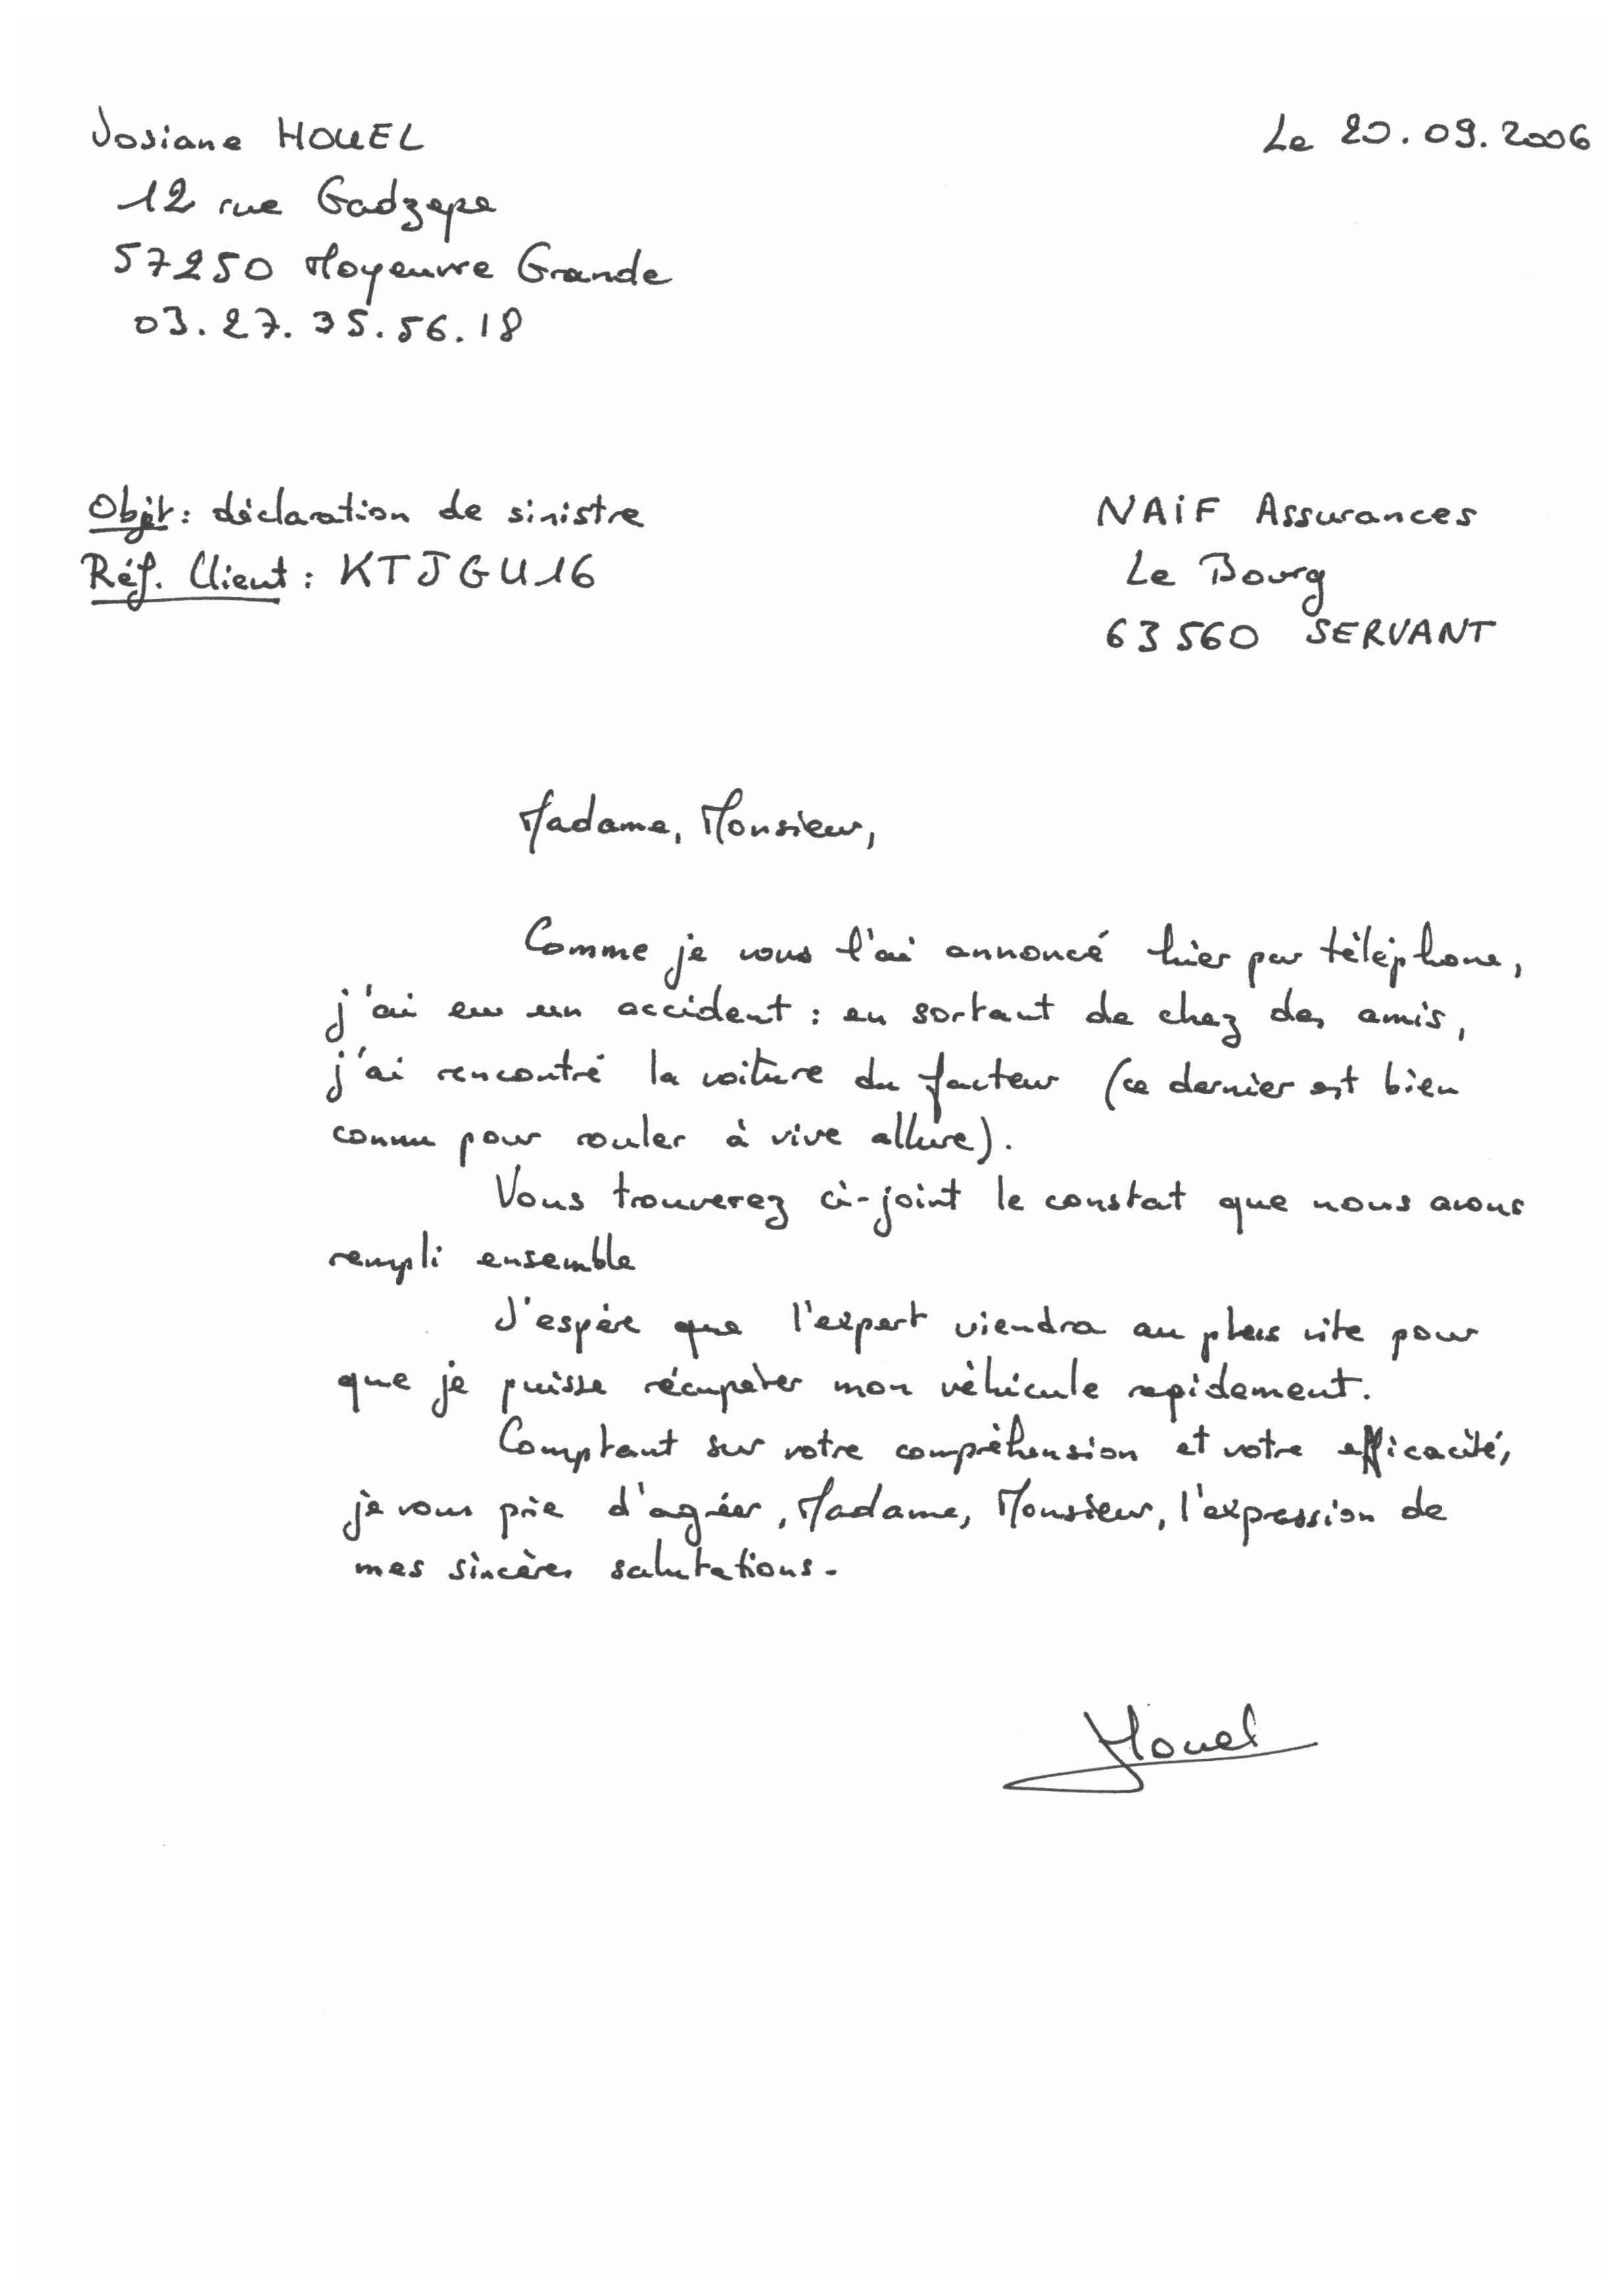 Josiane HOUEL
Le 20.09.2006
12 rue Gadzepe
57250 Moyeuvre Grande
03.27.35.56.18
Objet : déclaration de sinistre
Réf. Client : KTJGU16
NAiF Assurances
Le Bourg
63560 SERVANT
Madame, Monsieur,
Comme je vous l'ai annoncé hier par téléphone,
j'ai eu un accident : en sortant de chez des amis,
j'ai rencontré la voiture du facteur (ce dernier est bien
connu pour rouler à vive allure).
Vous trouverez ci-joint le constat que nous avons
rempli ensemble
J'espère que l'expert viendra au plus vite pour
que je puisse récupérer mon véhicule rapidement.
Comptant sur votre compréhension et votre efficacité,
je vous prie d'agréer, Madame, Monsieur, l'expression de
mes sincères salutations.
Houel